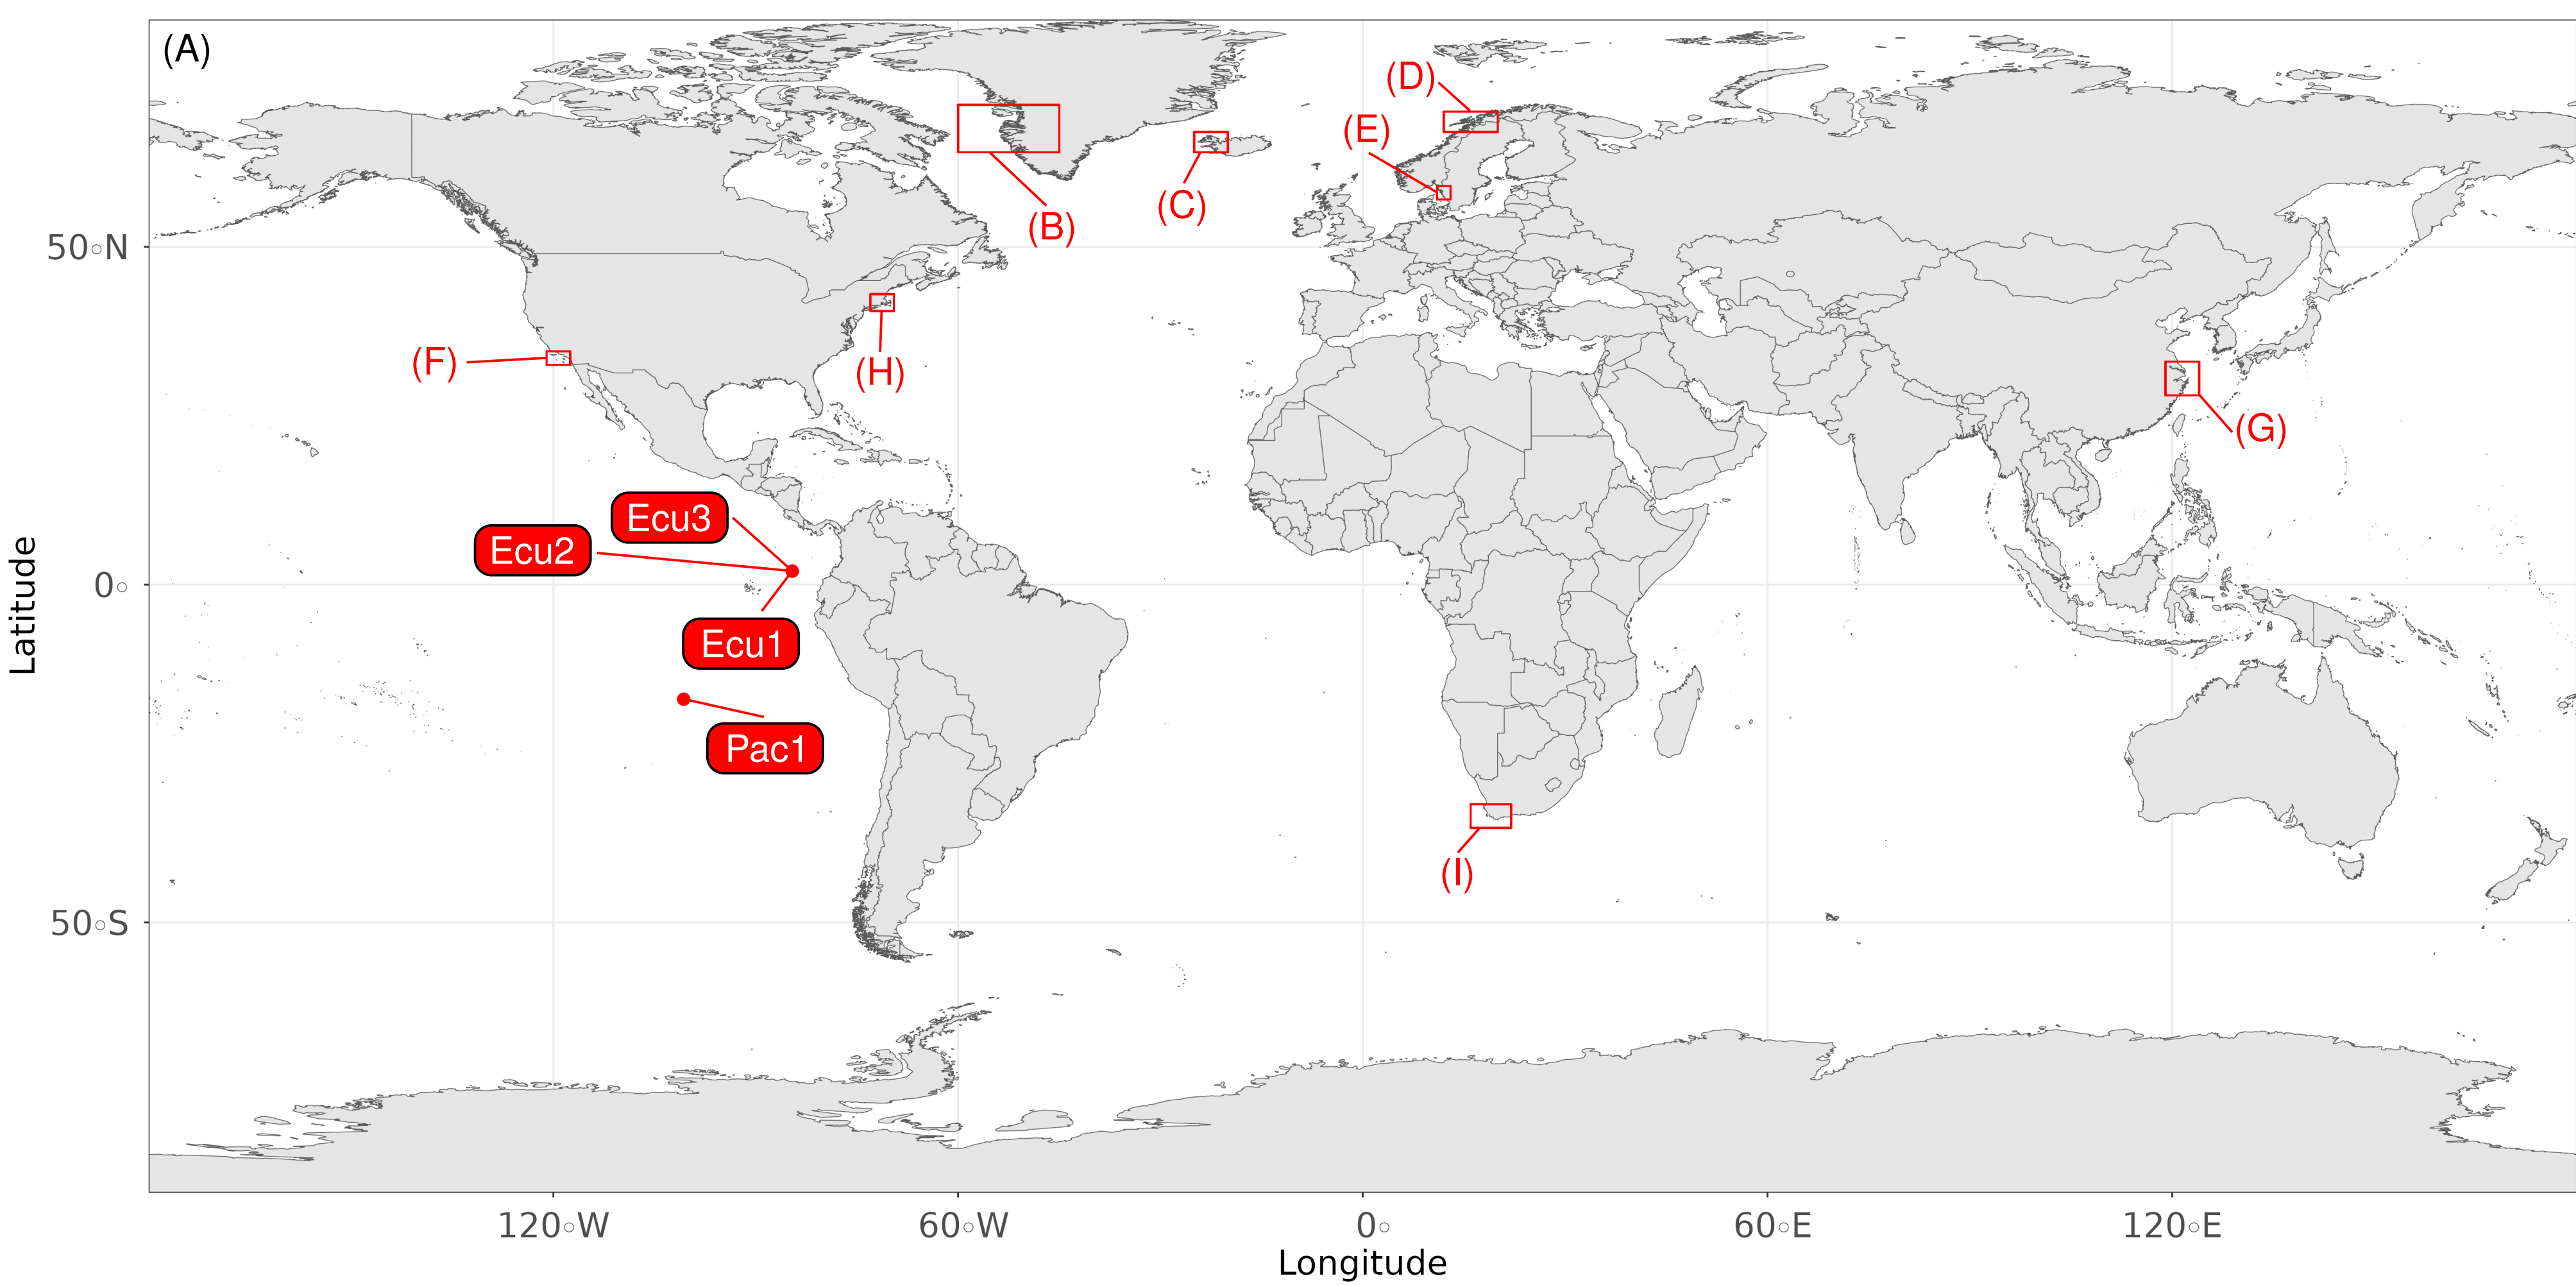 (A)
(D)
(E)
(C)
(B)
50◦N
(F)
(H)
(G)
Ecu3
Ecu2
Latitude
0◦
Ecu1
Pac1
(I)
50◦S
120◦W
60◦W
0◦
60◦E
120◦E
Longitude